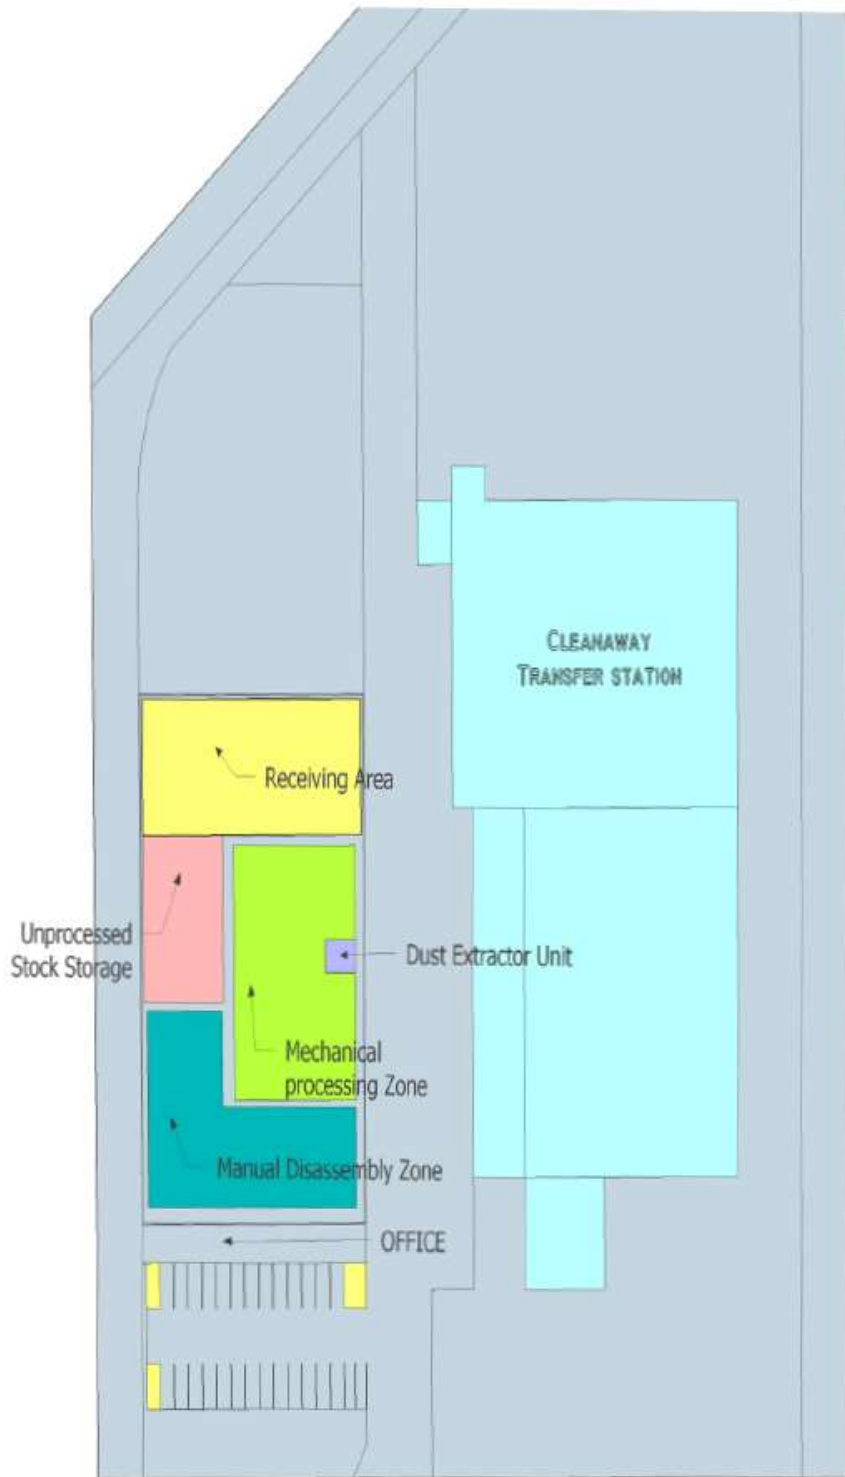 CLEANAWAY
TRANSFER STATION
Receiving Area
Unprocessed
Stock Storage
Dust Extractor Unit
Mechanical
processing Zone
Manual Disassembly Zone
OFFICE